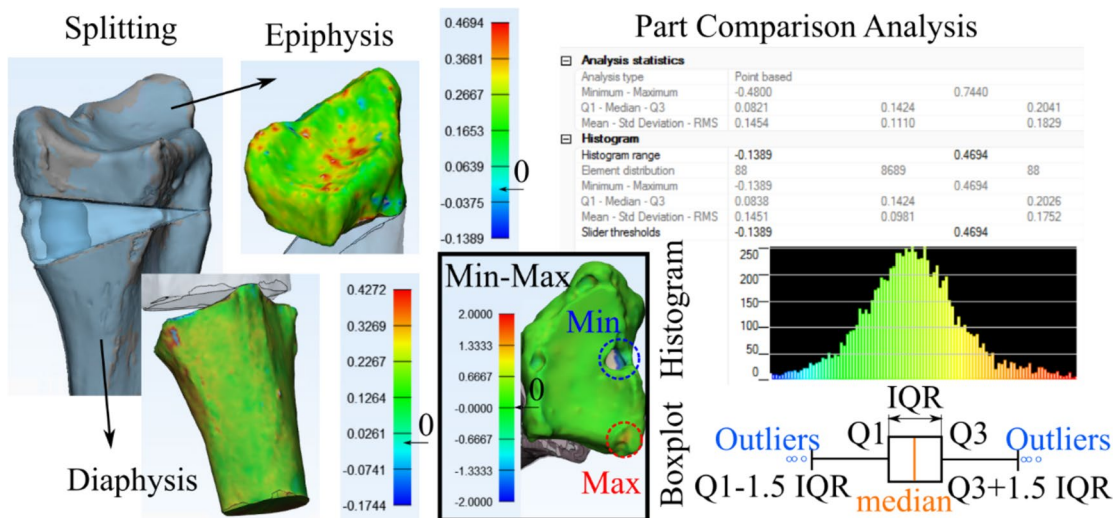 Splitting
Epiphysis
Diaphysis
0.4694
0.3681
0.2667
0.1653
0.0639
0
-0.0375
-0.1389
0.4272
0.3269
0.2267
0.1264
0.0261
0
-0.0741
-0.1744
Min-Max
2.0000
1.3333
0.6667
-0.0000
0
-0.6667
-1.3333
-2.0000
Min
Max
Part Comparison Analysis
Analysis statistics
Analysis type Point based
Minimum - Maximum -0.4800 0.7440
Q1 - Median - Q3 0.0821 0.1424 0.2041
Mean - Std Deviation - RMS 0.1454 0.1110 0.1829
Histogram
Histogram range -0.1389 0.4694
Element distribution 88 8689 88
Minimum - Maximum -0.1389 0.4694
Q1 - Median - Q3 0.0838 0.1424 0.2026
Mean - Std Deviation - RMS 0.1451 0.0981 0.1752
Slider thresholds -0.1389 0.4694
Histogram
250
200
150
100
50
0
Boxplot
IQR
Outliers Q1 Q3 Outliers
Q1-1.5 IQR median Q3+1.5 IQR